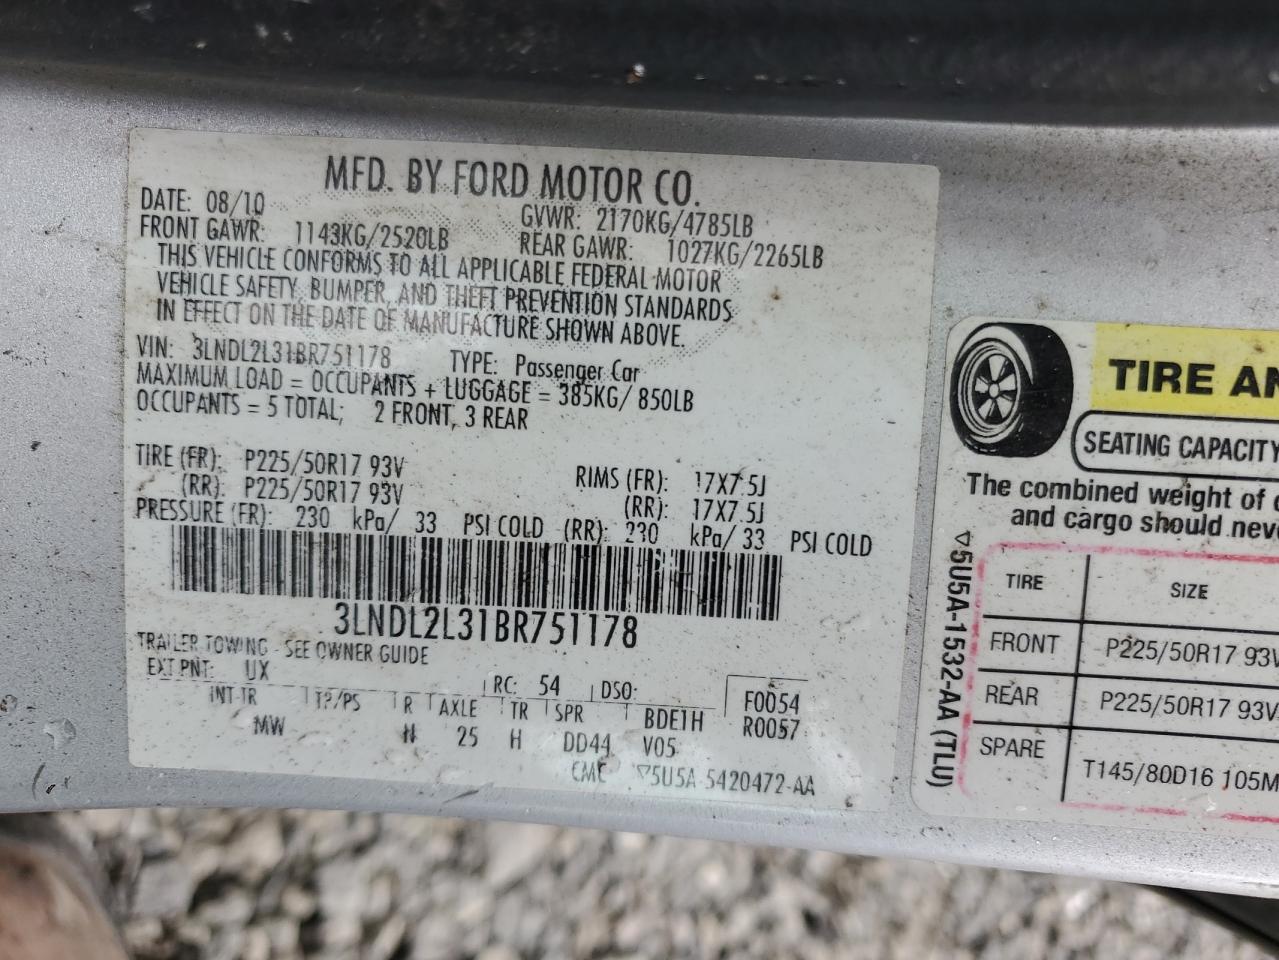 MFD. BY FORD MOTOR CO.
DATE: 08/10 GVWR: 2170KG/4785LB
FRONT GAWR: 1143KG/2520LB REAR GAWR: 1027KG/2265LB
THIS VEHICLE CONFORMS TO ALL APPLICABLE FEDERAL MOTOR
VEHICLE SAFETY, BUMPER, AND THEFT PREVENTION STANDARDS
IN EFFECT ON THE DATE OF MANUFACTURE SHOWN ABOVE.
VIN: 3LNDL2L31BR751178 TYPE: Passenger Car
MAXIMUM LOAD = OCCUPANTS + LUGGAGE = 385KG/ 850LB
OCCUPANTS = 5 TOTAL; 2 FRONT, 3 REAR
TIRE (FR): P225/50R17 93V RIMS (FR): 17X7.5J
(RR): P225/50R17 93V (RR): 17X7.5J
PRESSURE (FR): 230 kPa/ 33 PSI COLD (RR): 230 kPa/ 33 PSI COLD
3LNDL2L31BR751178
TRAILER TOWING - SEE OWNER GUIDE
EXT PNT: UX RC: 54 DSO: F0054
INT TR TP/PS R AXLE TR SPR BDE1H R0057
MW N 25 H DD44 V05
CMC ▽5U5A-5420472-AA
TIRE AN
SEATING CAPACITY
The combined weight of
and cargo should neve
▽5U5A-1532-AA (TLU)
TIRE SIZE
FRONT P225/50R17 93V
REAR P225/50R17 93V
SPARE T145/80D16 105M